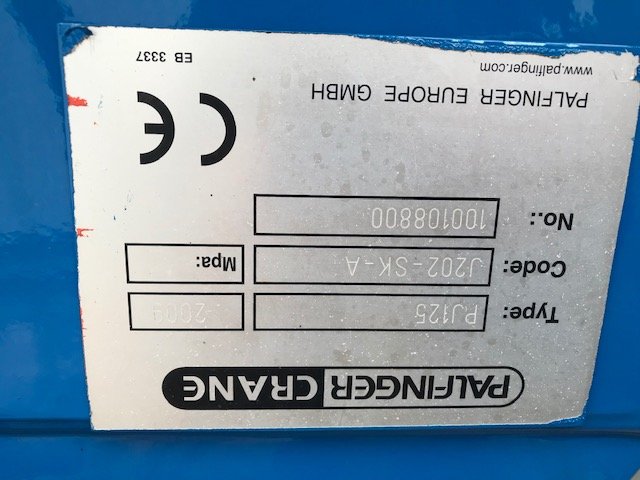 PALFINGER CRANE
Type: PJ125 2009
Code: J202-SK-A Mpa:
No.: 100108800
PALFINGER EUROPE GMBH
www.palfinger.com
EB 3337
CE